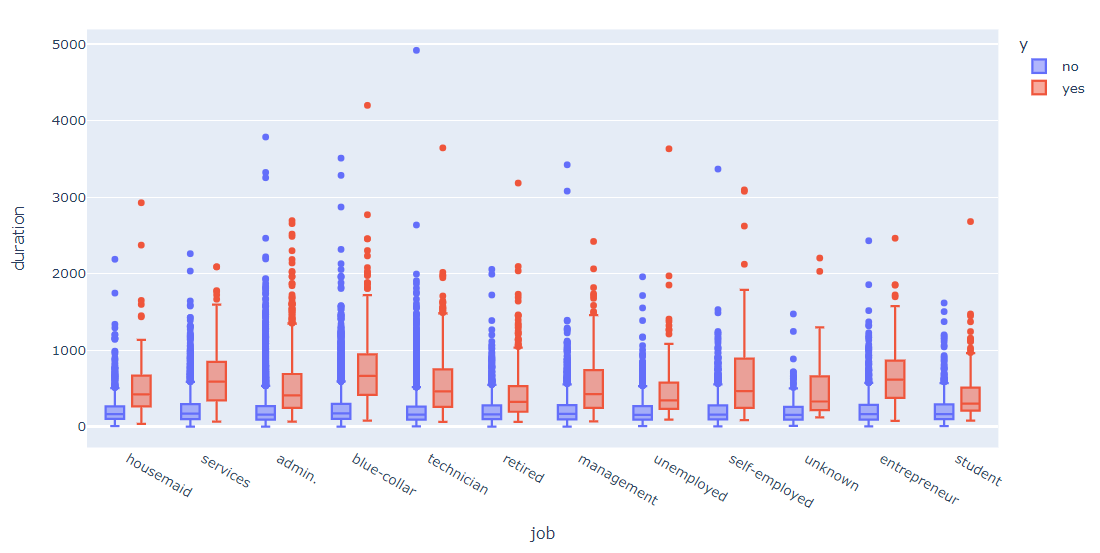 y
no
yes
5000
4000
3000
2000
1000
0
duration
housemaid
services
admin.
blue-collar
technician
retired
management
unemployed
self-employed
unknown
entrepreneur
student
job